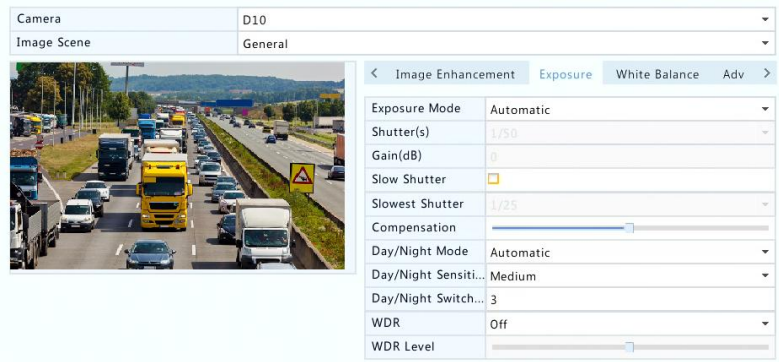 Camera D10
Image Scene General
< Image Enhancement Exposure White Balance Adv >
Exposure Mode Automatic
Shutter(s) 1/50
Gain(dB) 0
Slow Shutter
Slowest Shutter 1/25
Compensation
Day/Night Mode Automatic
Day/Night Sensiti... Medium
Day/Night Switch... 3
WDR Off
WDR Level